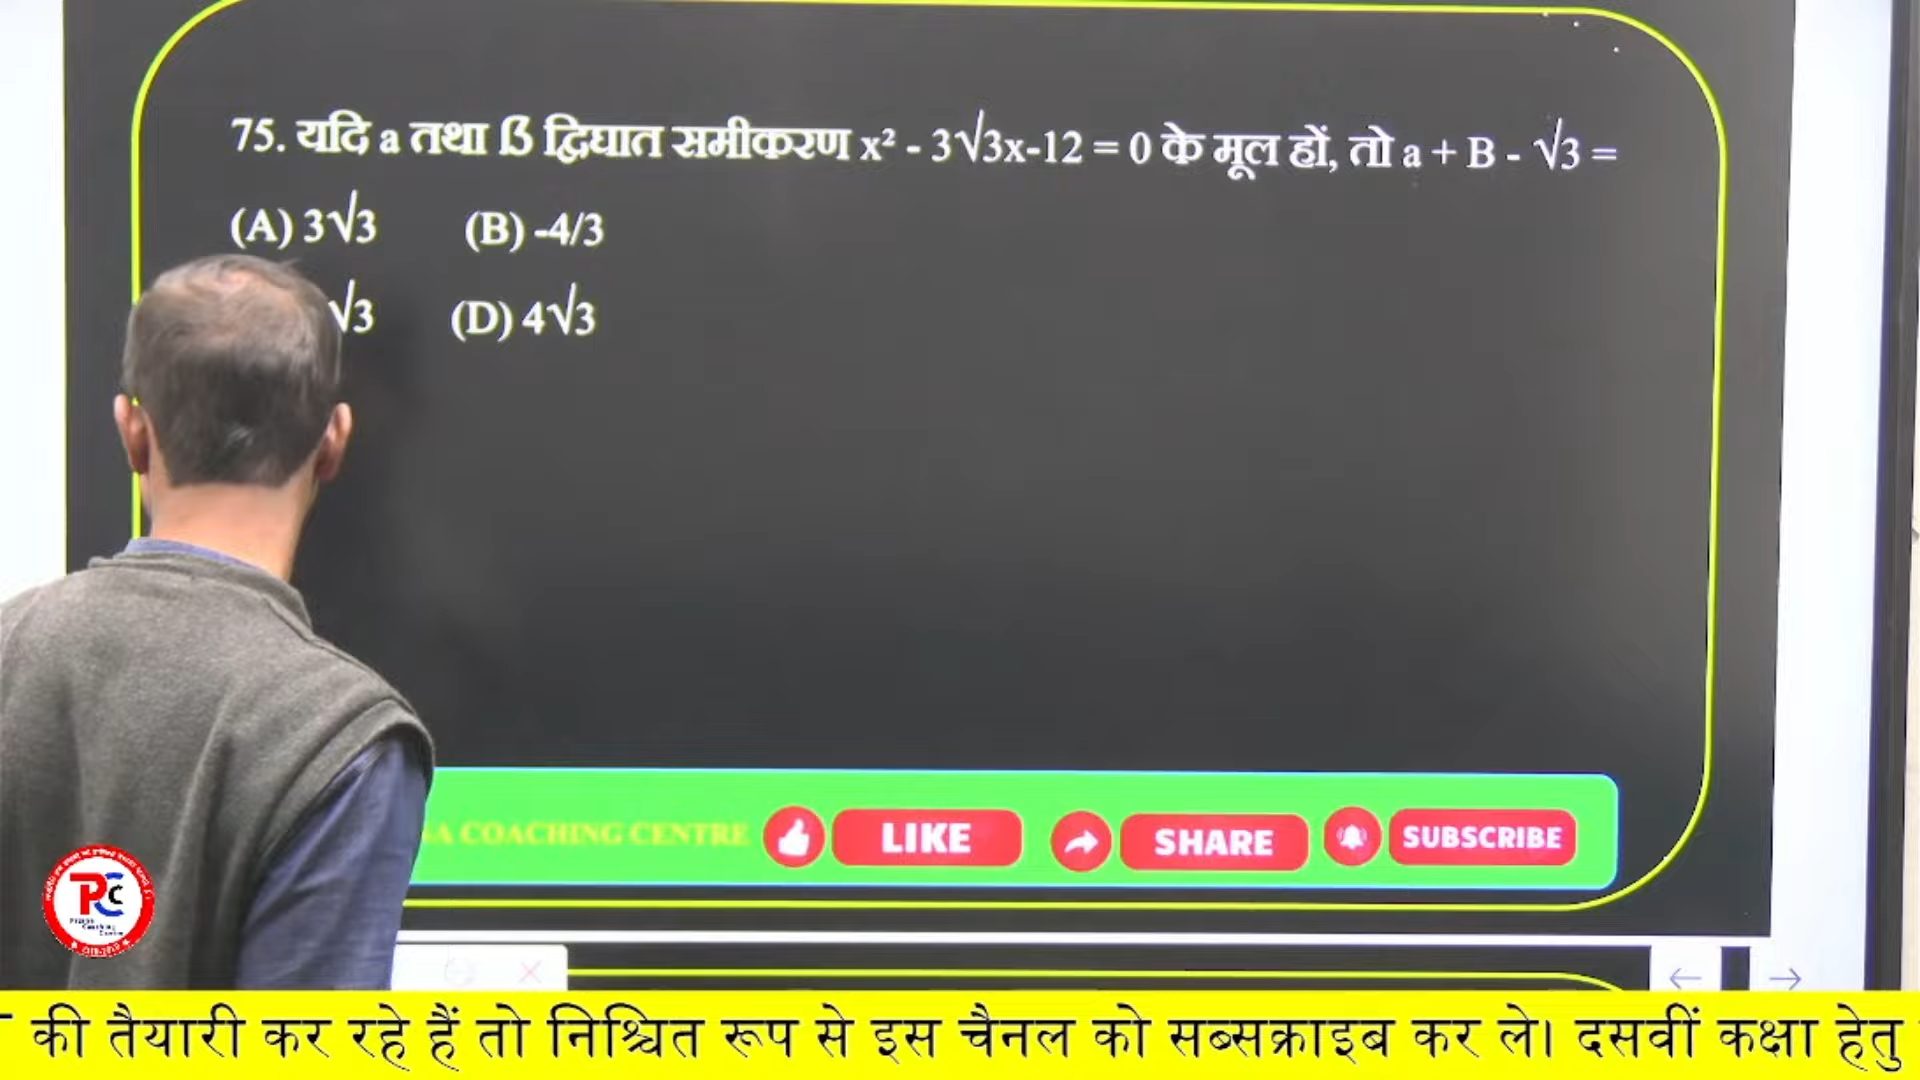 75. यदि a तथा ß द्विघात समीकरण x² - 3√3x-12 = 0 के मूल हों, तो a + B - √3 =
(A) 3√3 (B) -4/3
√3 (D) 4√3
COACHING CENTRE LIKE SHARE SUBSCRIBE
की तैयारी कर रहे हैं तो निश्चित रूप से इस चैनल को सब्सक्राइब कर ले। दसवीं कक्षा हेतु